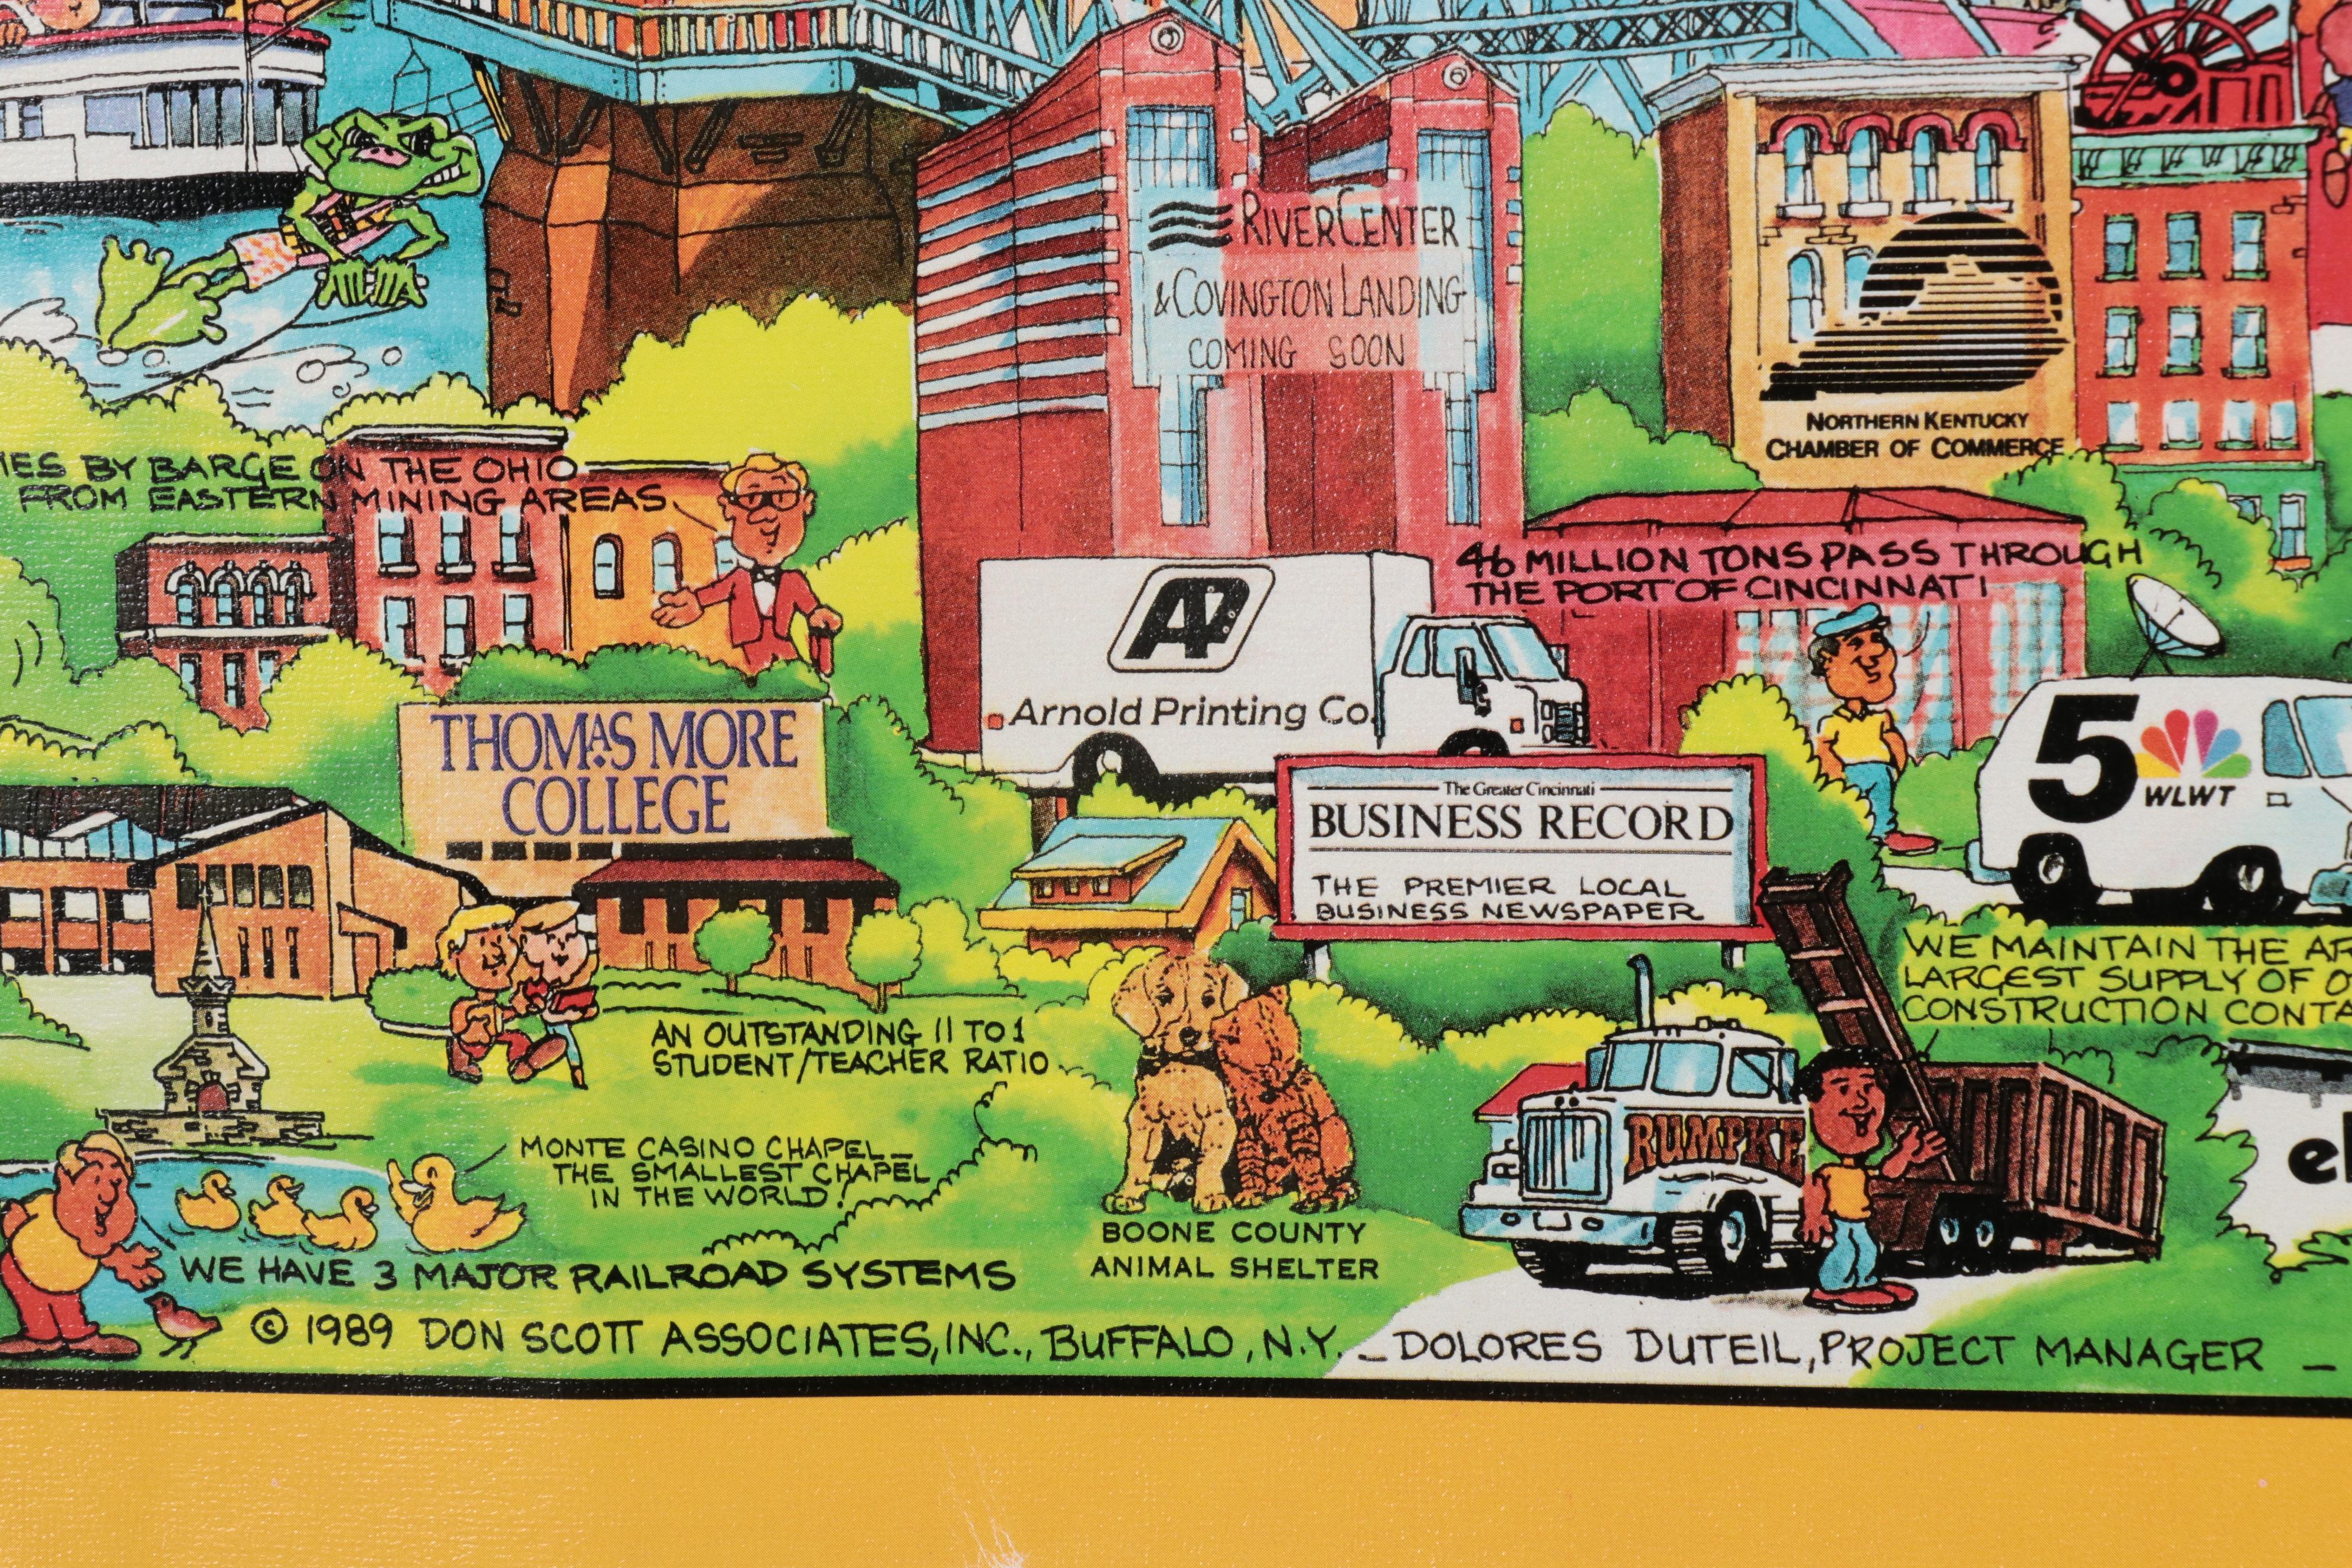 RIVERCENTER
& COVINGTON LANDING
COMING SOON
NORTHERN KENTUCKY
CHAMBER OF COMMERCE
BY BARGE ON THE OHIO
FROM EASTERN MINING AREAS
46 MILLION TONS PASS THROUGH
THE PORT OF CINCINNATI
AP
Arnold Printing Co.
5
WLWT
THOMAS MORE
COLLEGE
The Greater Cincinnati
BUSINESS RECORD
THE PREMIER LOCAL
BUSINESS NEWSPAPER
WE MAINTAIN THE
LARGEST SUPPLY OF
CONSTRUCTION
AN OUTSTANDING 11 TO 1
STUDENT/TEACHER RATIO
RUMPKE
MONTE CASINO CHAPEL_
THE SMALLEST CHAPEL
IN THE WORLD!
BOONE COUNTY
ANIMAL SHELTER
WE HAVE 3 MAJOR RAILROAD SYSTEMS
© 1989 DON SCOTT ASSOCIATES, INC., BUFFALO, N.Y. _ DOLORES DUTEIL, PROJECT MANAGER _